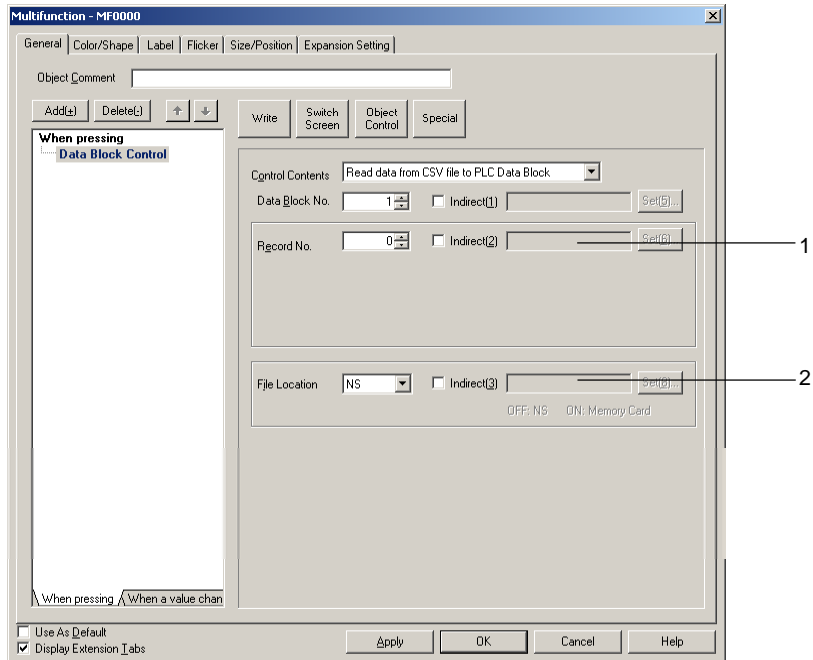 Multifunction - MF0000
General Color/Shape Label Flicker Size/Position Expansion Setting
Object Comment
Add(+) Delete(-) Write Switch Screen Object Control Special
When pressing
Data Block Control
Control Contents Read data from CSV file to PLC Data Block
Data Block No. 1 Indirect(1) Set(5)...
Record No. 0 Indirect(2) Set(6)... 1
File Location NS Indirect(3) Set(8)... 2
OFF: NS ON: Memory Card
When pressing When a value chan
Use As Default
Display Extension Tabs
Apply OK Cancel Help